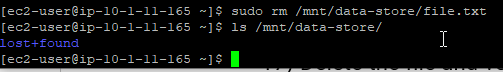 [ec2-user@ip-10-1-11-165 ~]$ sudo rm /mnt/data-store/file.txt
[ec2-user@ip-10-1-11-165 ~]$ ls /mnt/data-store/
lost+found
[ec2-user@ip-10-1-11-165 ~]$